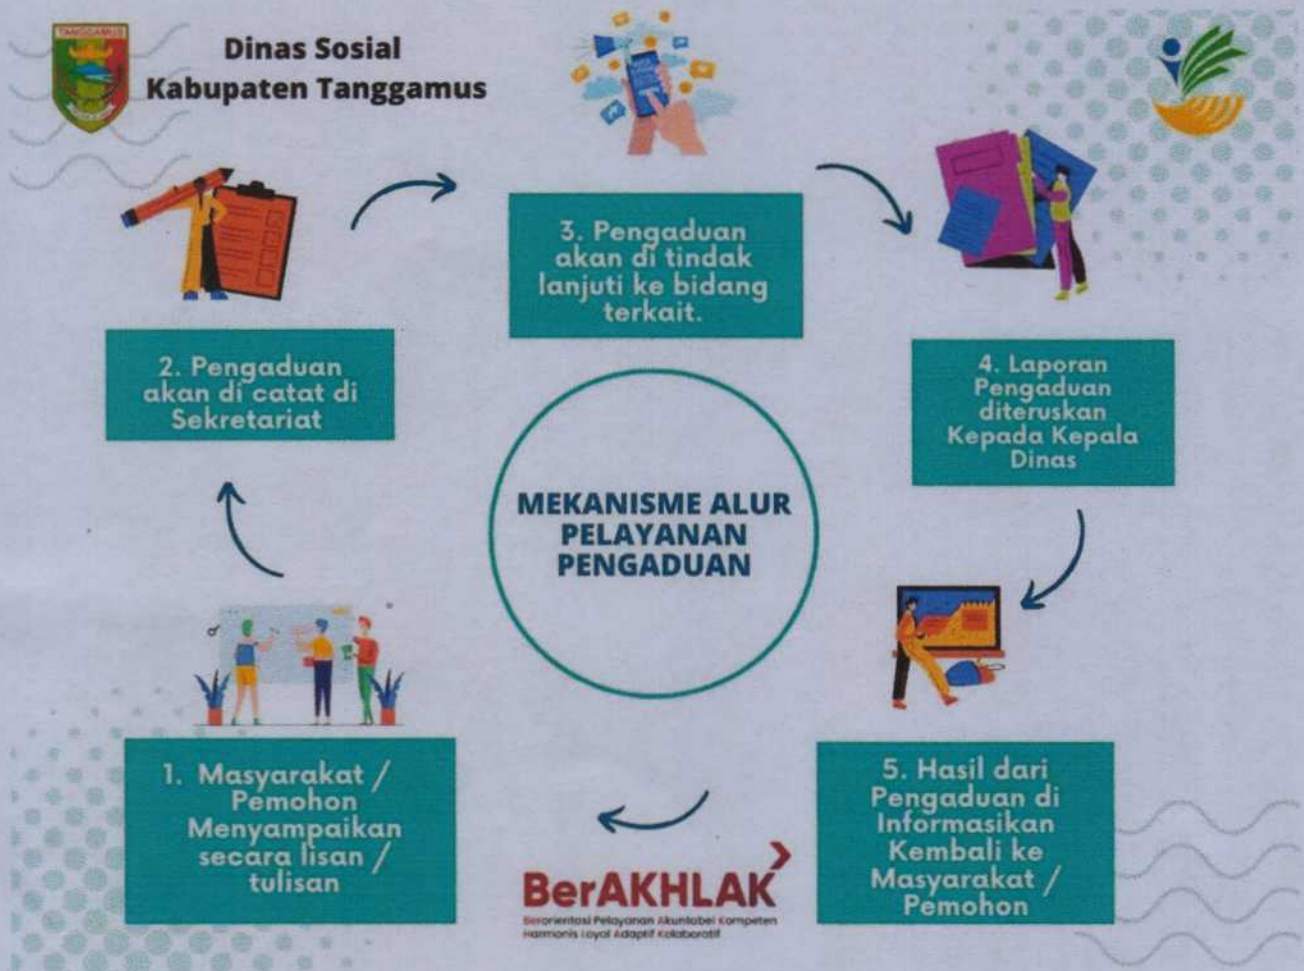 TANGGAMUS
Dinas Sosial
Kabupaten Tanggamus
1. Masyarakat /
Pemohon
Menyampaikan
secara lisan /
tulisan
2. Pengaduan
akan di catat di
Sekretariat
3. Pengaduan
akan di tindak
lanjuti ke bidang
terkait.
4. Laporan
Pengaduan
diteruskan
Kepada Kepala
Dinas
5. Hasil dari
Pengaduan di
Informasikan
Kembali ke
Masyarakat /
Pemohon
MEKANISME ALUR
PELAYANAN
PENGADUAN
BerAKHLAK
Berorientasi Pelayanan Akuntabel Kompeten
Harmonis Loyal Adaptif Kolaboratif